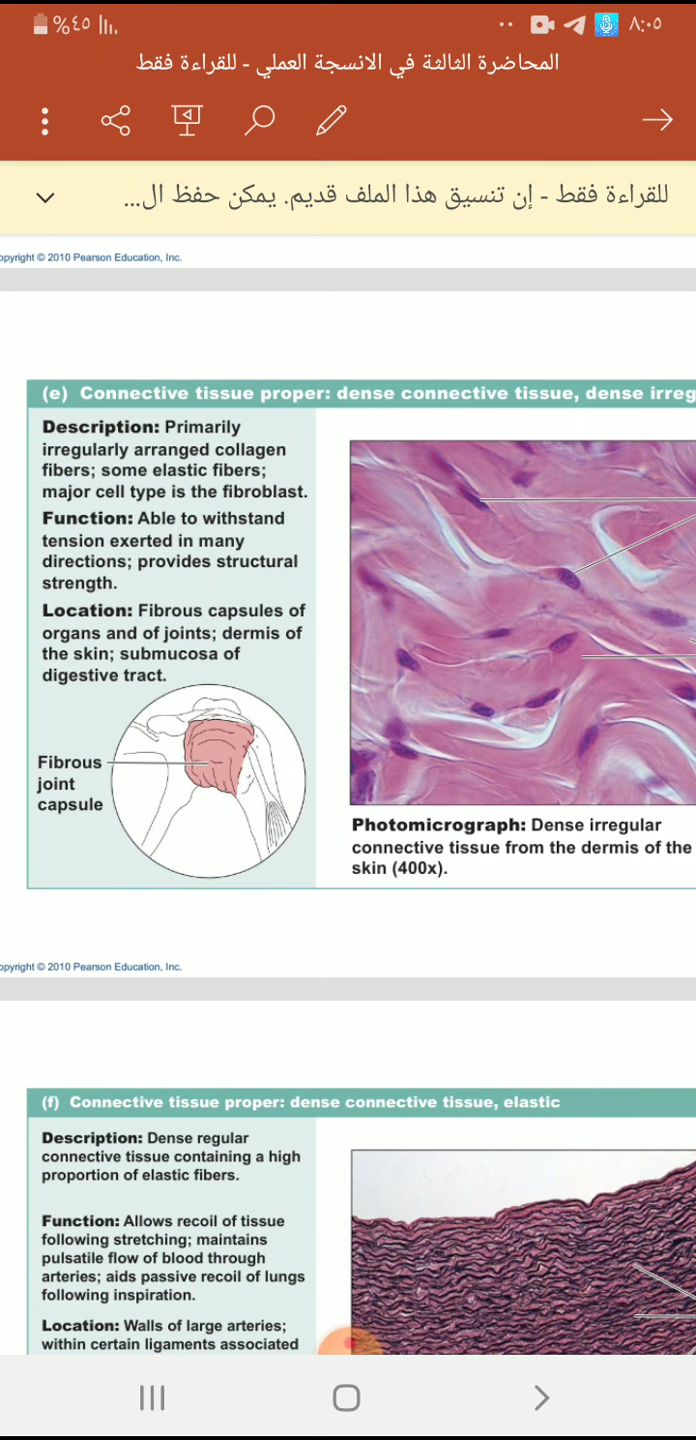 %٤٥
٨:٠٥
المحاضرة الثالثة في الانسجة العملي - للقراءة فقط
للقراءة فقط - إن تنسيق هذا الملف قديم. يمكن حفظ ال...
opyright © 2010 Pearson Education, Inc.
(e) Connective tissue proper: dense connective tissue, dense irreg
Description: Primarily
irregularly arranged collagen
fibers; some elastic fibers;
major cell type is the fibroblast.
Function: Able to withstand
tension exerted in many
directions; provides structural
strength.
Location: Fibrous capsules of
organs and of joints; dermis of
the skin; submucosa of
digestive tract.
Fibrous
joint
capsule
Photomicrograph: Dense irregular
connective tissue from the dermis of the
skin (400x).
opyright © 2010 Pearson Education, Inc.
(f) Connective tissue proper: dense connective tissue, elastic
Description: Dense regular
connective tissue containing a high
proportion of elastic fibers.
Function: Allows recoil of tissue
following stretching; maintains
pulsatile flow of blood through
arteries; aids passive recoil of lungs
following inspiration.
Location: Walls of large arteries;
within certain ligaments associated